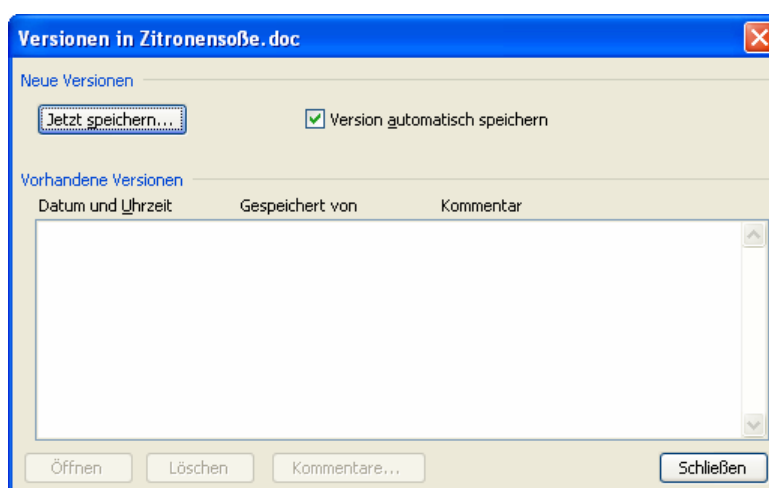 Versionen in Zitronensoße.doc
Neue Versionen
Jetzt speichern... Version automatisch speichern
Vorhandene Versionen
Datum und Uhrzeit Gespeichert von Kommentar
Öffnen Löschen Kommentare... Schließen